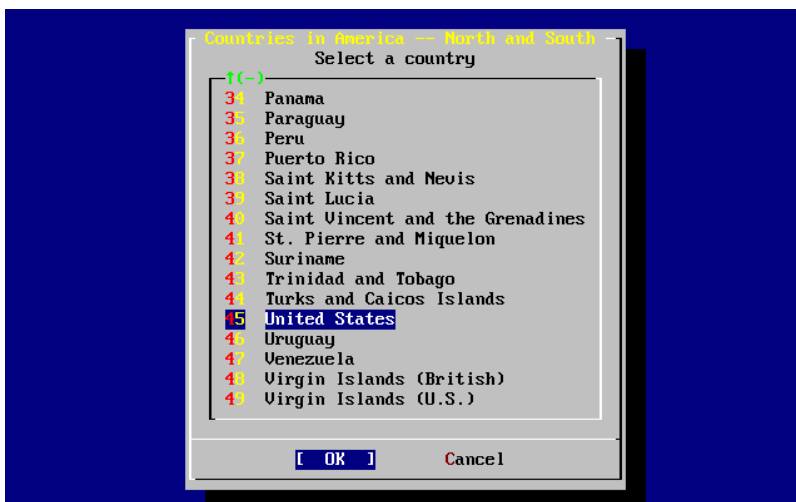 Countries in America -- North and South
Select a country
↑(-)
34 Panama
35 Paraguay
36 Peru
37 Puerto Rico
38 Saint Kitts and Nevis
39 Saint Lucia
40 Saint Vincent and the Grenadines
41 St. Pierre and Miquelon
42 Suriname
43 Trinidad and Tobago
44 Turks and Caicos Islands
45 United States
46 Uruguay
47 Venezuela
48 Virgin Islands (British)
49 Virgin Islands (U.S.)
[ OK ] Cancel